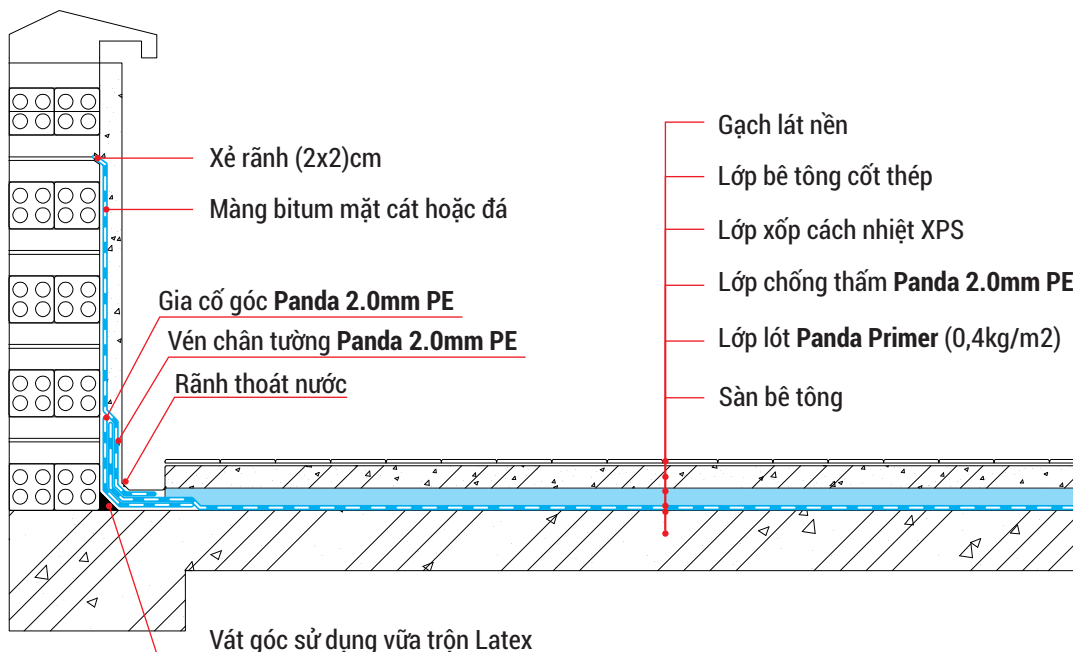 Xẻ rãnh (2x2)cm
Màng bitum mặt cát hoặc đá
Gia cố góc Panda 2.0mm PE
Vén chân tường Panda 2.0mm PE
Rãnh thoát nước
Gạch lát nền
Lớp bê tông cốt thép
Lớp xốp cách nhiệt XPS
Lớp chống thấm Panda 2.0mm PE
Lớp lót Panda Primer (0,4kg/m2)
Sàn bê tông
Vát góc sử dụng vữa trộn Latex